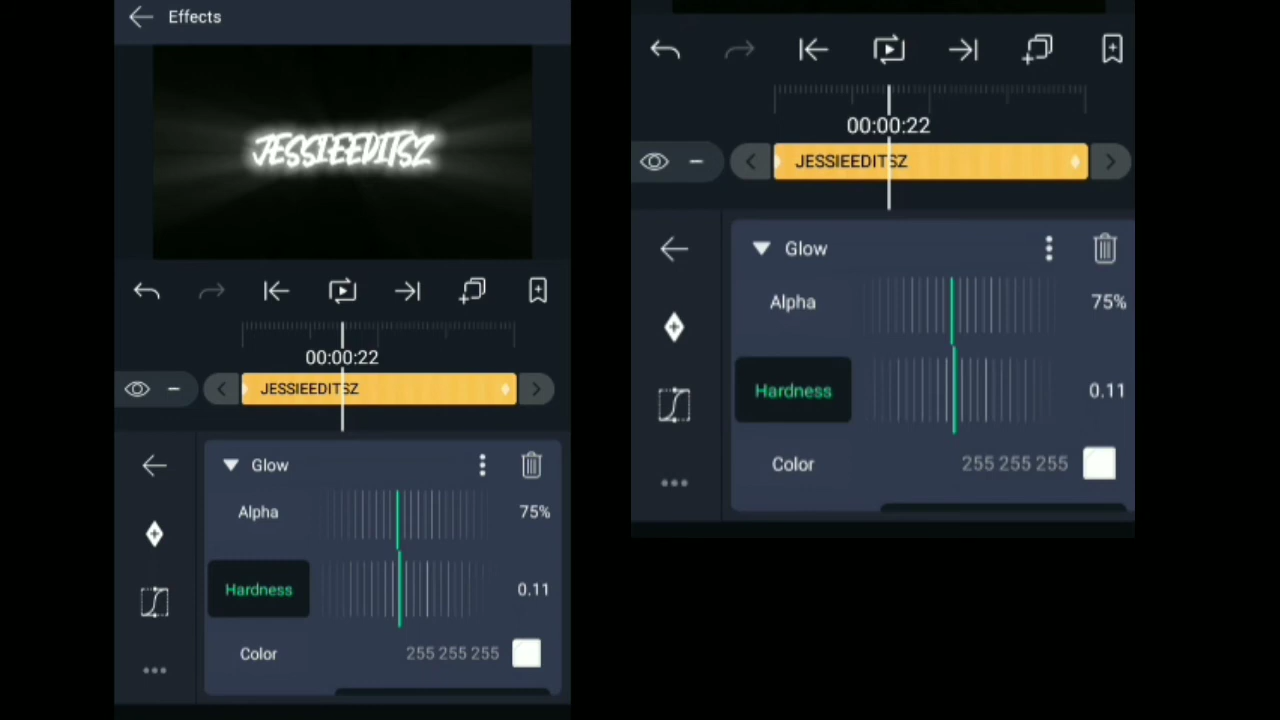 Effects
JESSIEEDITSZ
00:00:22
JESSIEEDITSZ
Glow
Alpha 75%
Hardness 0.11
Color 255 255 255
00:00:22
JESSIEEDITSZ
Glow
Alpha 75%
Hardness 0.11
Color 255 255 255